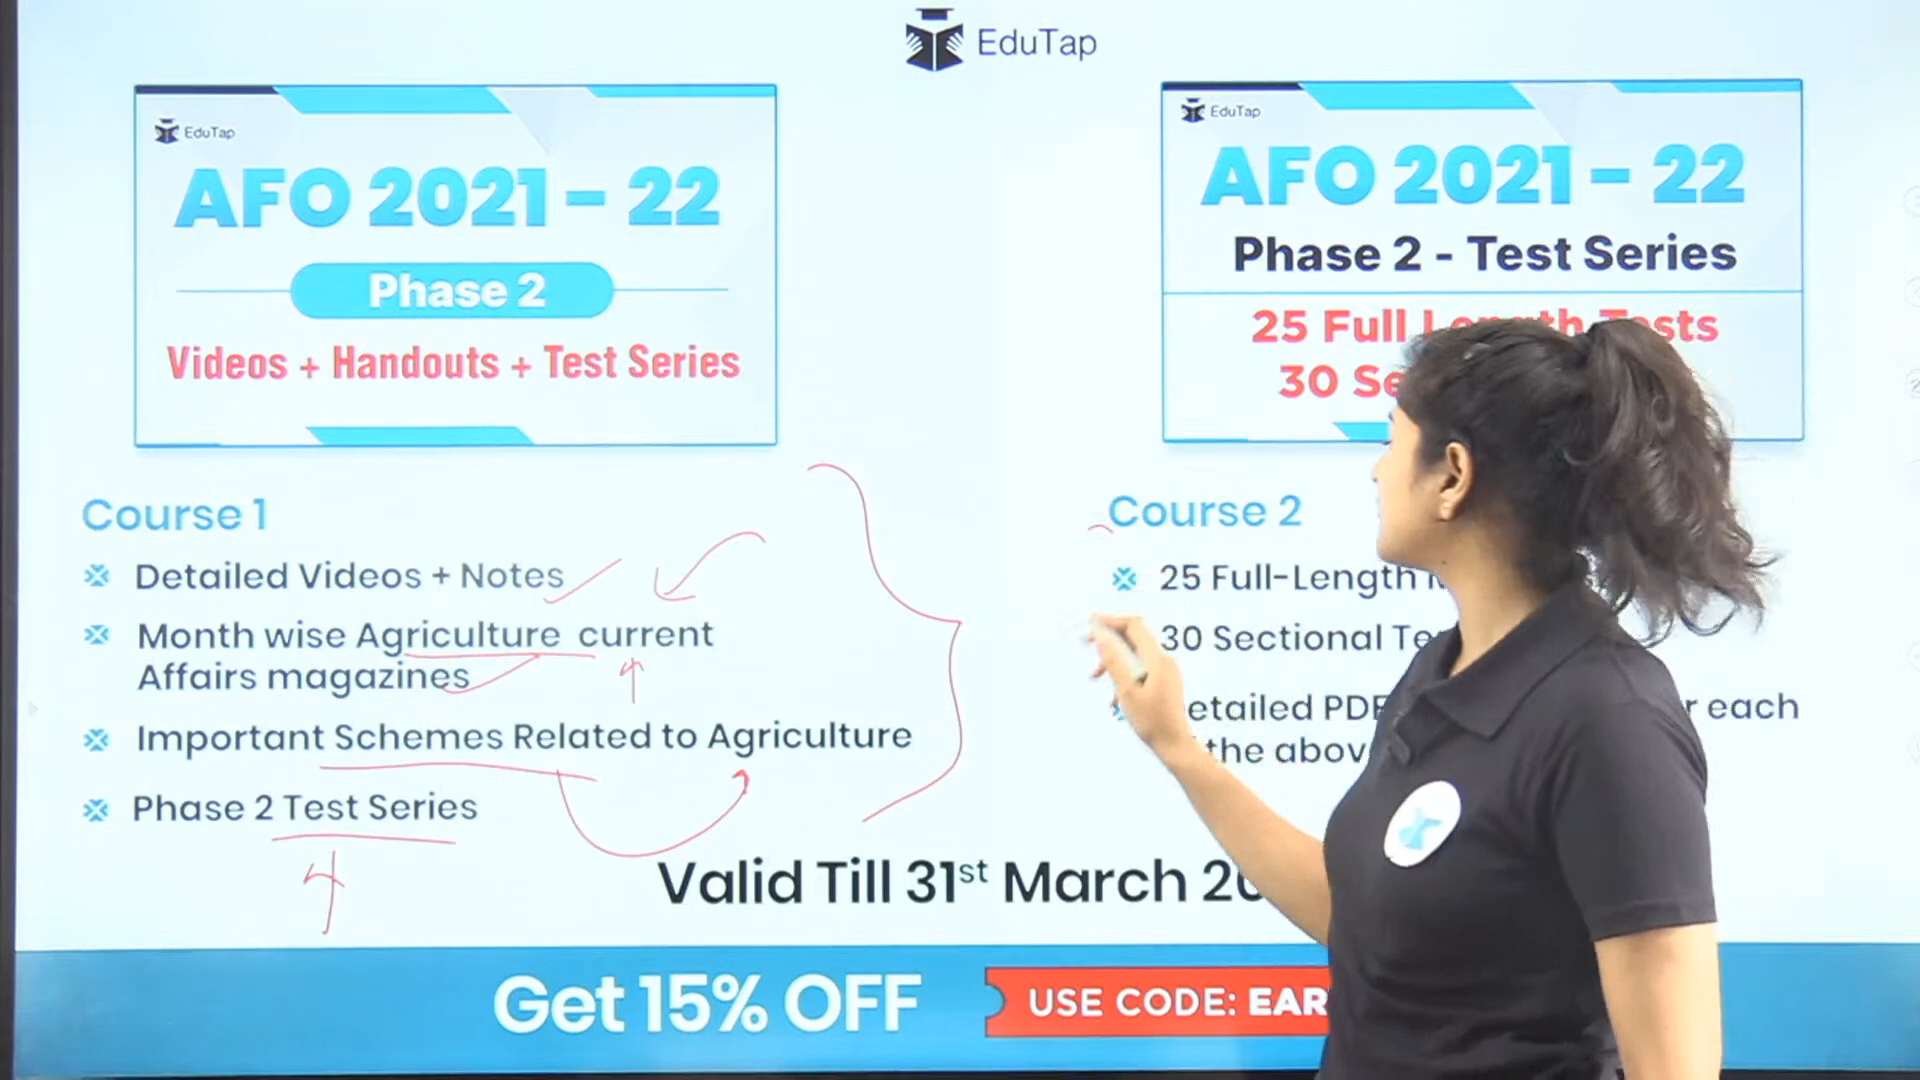 EduTap
EduTap
AFO 2021 – 22
Phase 2
Videos + Handouts + Test Series
EduTap
AFO 2021 – 22
Phase 2 - Test Series
25 Full Length Tests
30
Course 1
Detailed Videos + Notes
Month wise Agriculture current
Affairs magazines
Important Schemes Related to Agriculture
Phase 2 Test Series
Course 2
25 Full-Length
30 Sectional
PDF each
the
Valid Till 31st March
Get 15% OFF
USE CODE: